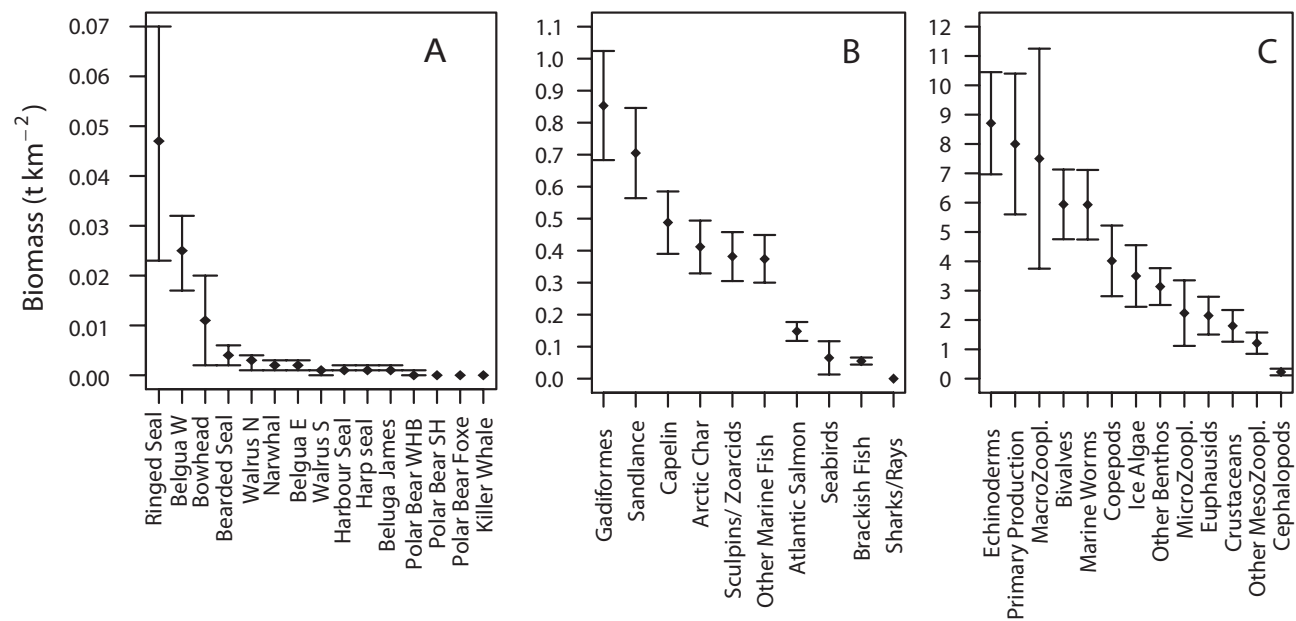 Biomass (t km−2)
0.07
0.06
0.05
0.04
0.03
0.02
0.01
0.00
A
Ringed Seal
Belgua W
Bowhead
Bearded Seal
Walrus N
Narwhal
Belgua E
Walrus S
Harbour Seal
Harp seal
Beluga James
Polar Bear WHB
Polar Bear SH
Polar Bear Foxe
Killer Whale
1.1
1.0
0.9
0.8
0.7
0.6
0.5
0.4
0.3
0.2
0.1
0.0
B
Gadiformes
Sandlance
Capelin
Arctic Char
Sculpins/ Zoarcids
Other Marine Fish
Atlantic Salmon
Seabirds
Brackish Fish
Sharks/Rays
12
11
10
9
8
7
6
5
4
3
2
1
0
C
Echinoderms
Primary Production
MacroZoopl.
Bivalves
Marine Worms
Copepods
Ice Algae
Other Benthos
MicroZoopl.
Euphausids
Crustaceans
Other MesoZoopl.
Cephalopods